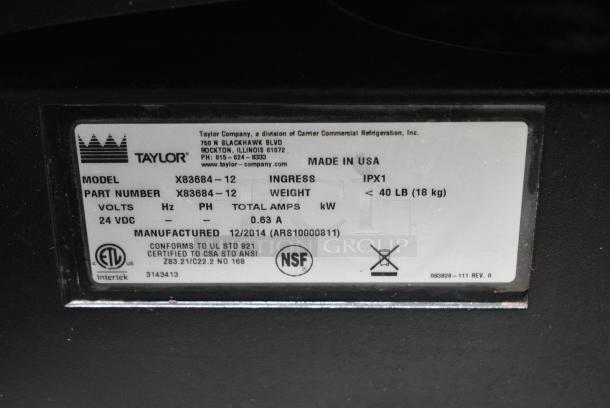 Taylor Company, a division of Carrier Commercial Refrigeration, Inc.
750 N BLACKHAWK BLVD
ROCKTON, ILLINOIS 61072
PH: 815-624-8333
www.taylor-company.com
TAYLOR
MADE IN USA
MODEL X83684-12 INGRESS IPX1
PART NUMBER X83684-12 WEIGHT < 40 LB (18 kg)
VOLTS Hz PH TOTAL AMPS kW
24 VDC – – 0.63 A
MANUFACTURED 12/2014 (ARS10000811)
AUCTION GROUP
CONFORMS TO UL STD 921
CERTIFIED TO CSA STD ANSI
Z83.21/C22.2 NO 168
ETL
c us
Intertek
3143413
NSF
083828-111 REV. 0